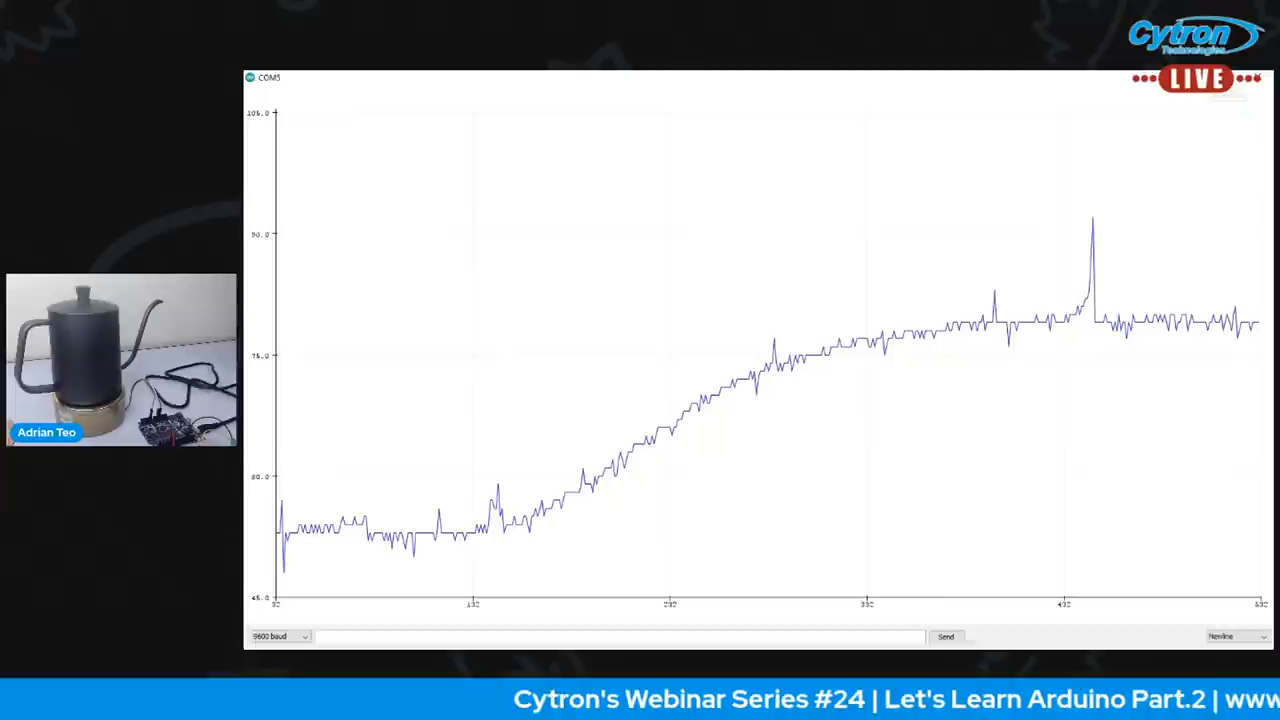 Cytron
Technologies
LIVE
COM5
105.0
90.0
75.0
60.0
45.0
32
132
232
332
432
532
9600 baud
Send
Newline
Adrian Teo
Cytron's Webinar Series #24 | Let's Learn Arduino Part.2 | www